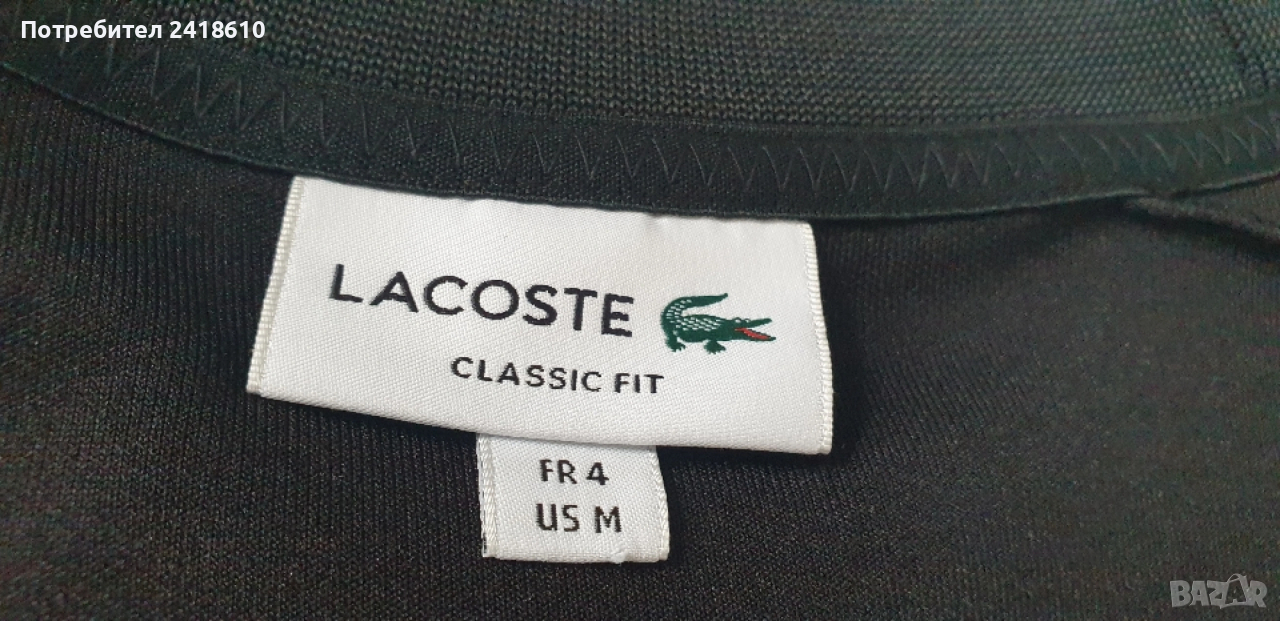 Потребител 2418610
LACOSTE
CLASSIC FIT
FR 4
US M
BAZAR